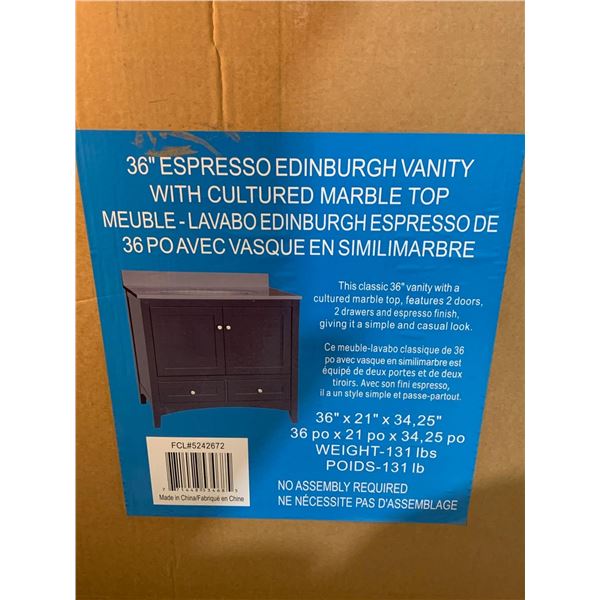 36" ESPRESSO EDINBURGH VANITY
WITH CULTURED MARBLE TOP
MEUBLE - LAVABO EDINBURGH ESPRESSO DE
36 PO AVEC VASQUE EN SIMILIMARBRE
This classic 36" vanity with a
cultured marble top, features 2 doors,
2 drawers and espresso finish,
giving it a simple and casual look.
Ce meuble-lavabo classique de 36
po avec vasque en similimarbre est
équipé de deux portes et de deux
tiroirs. Avec son fini espresso,
il a un style simple et passe-partout.
36" x 21" x 34,25"
36 po x 21 po x 34,25 po
WEIGHT-131 lbs
POIDS-131 lb
NO ASSEMBLY REQUIRED
NE NÉCESSITE PAS D'ASSEMBLAGE
FCL#5242672
Made in China/Fabriqué en Chine